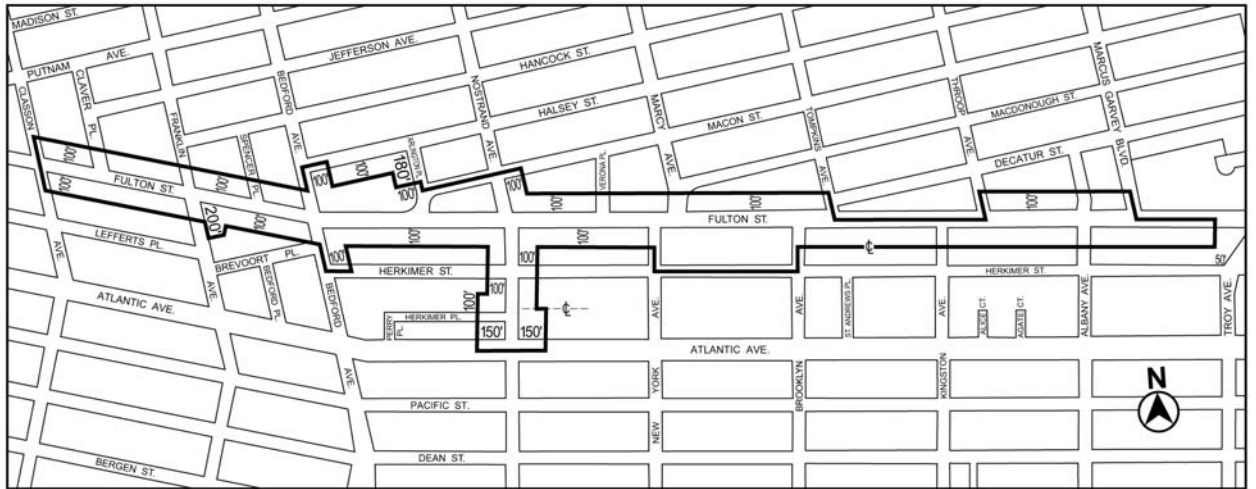 MADISON ST.
PUTNAM AVE.
JEFFERSON AVE.
HANCOCK ST.
CLASSON
CLAVER PL.
FRANKLIN
BEDFORD
NOSTRAND
HALSEY ST.
MARCY
MACON ST.
TOMPKINS
THROOP
MACDONOUGH ST.
MARCUS GARVEY BLVD.
SPENCER PL.
AVE.
ARLINGTON PL.
AVE.
VERONA PL.
AVE.
AVE.
AVE.
DECATUR ST.
100'
100'
100'
180'
100'
100'
100'
100'
100'
100'
100'
FULTON ST.
200'
100'
FULTON ST.
LEFFERTS PL.
100'
100'
100'
100'
℄
50'
BREVOORT PL.
HERKIMER ST.
HERKIMER ST.
AVE.
ATLANTIC AVE.
AVE.
BEDFORD PL.
BEDFORD
100'
100'
℄
AVE.
AVE.
ST ANDREWS PL.
AVE.
ALICE CT.
AGATE CT.
ALBANY AVE.
TROY AVE.
PERRY PL.
HERKIMER PL.
150'
150'
ATLANTIC AVE.
AVE.
NEW YORK
BROOKLYN
KINGSTON
N
PACIFIC ST.
BERGEN ST.
DEAN ST.